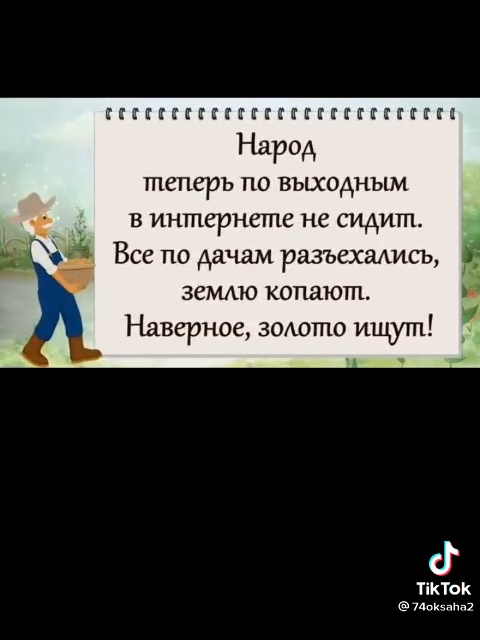 Народ
теперь по выходным
в интернете не сидит.
Все по дачам разъехались,
землю копают.
Наверное, золото ищут!
TikTok
@74oksaha2